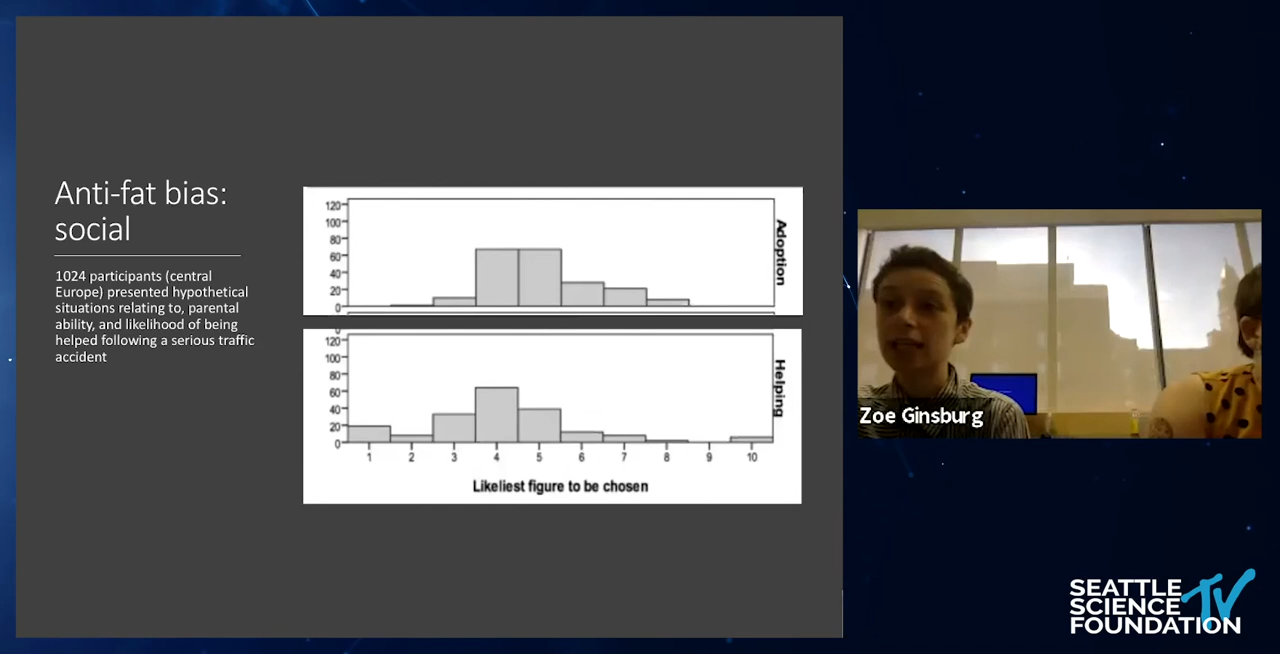 Anti-fat bias:
social
1024 participants (central
Europe) presented hypothetical
situations relating to, parental
ability, and likelihood of being
helped following a serious traffic
accident
120
100
80
60
40
20
0
Adoption
0
120
100
80
60
40
20
0
Helping
1 2 3 4 5 6 7 8 9 10
Likeliest figure to be chosen
Zoe Ginsburg
SEATTLE
SCIENCE TV
FOUNDATION